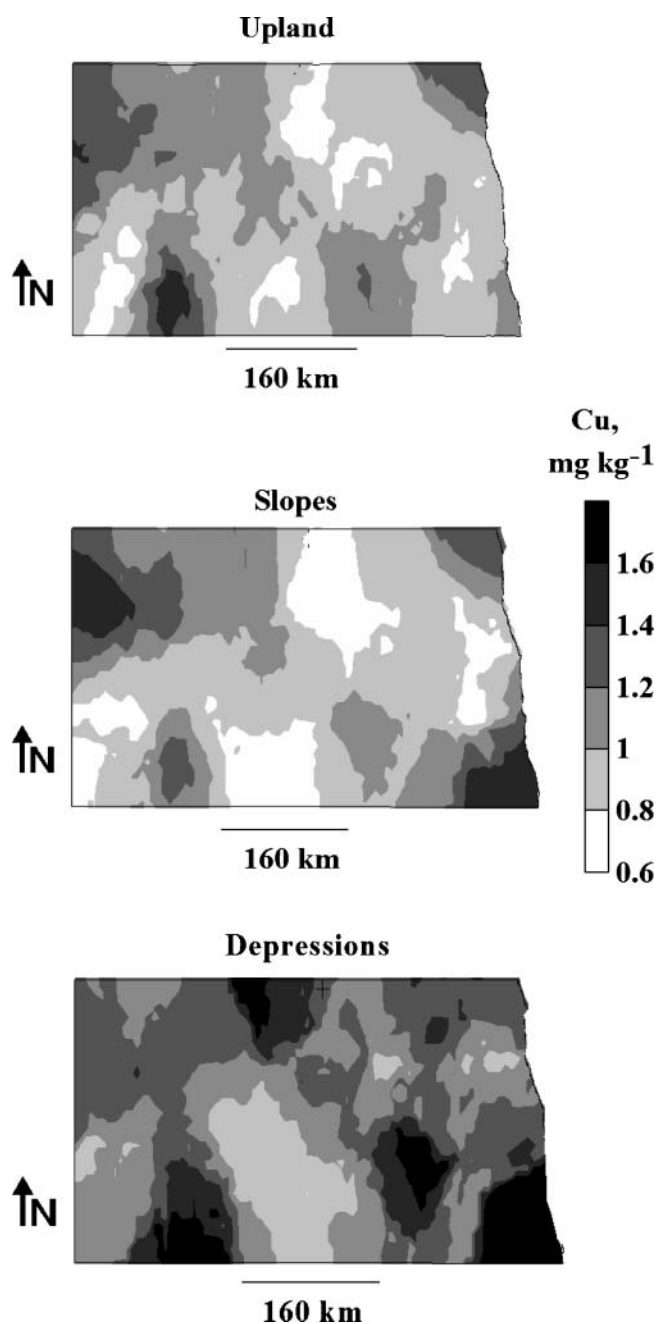 Upland
N
160 km
Cu,
mg kg-1
Slopes
1.6
1.4
1.2
1
0.8
0.6
N
160 km
Depressions
N
160 km